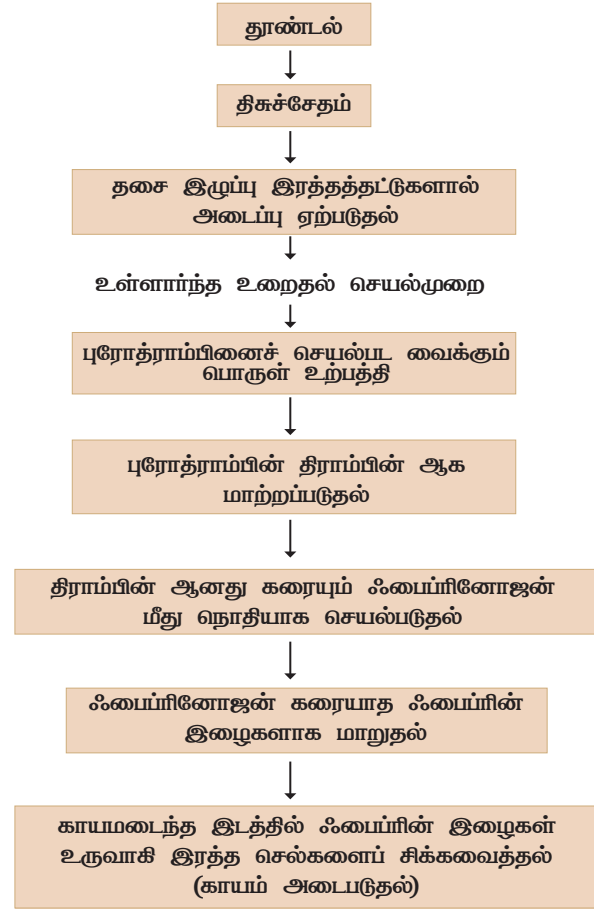 தூண்டல்
திசுச்சேதம்
தசை இழுப்பு இரத்தத்தட்டுகளால்
அடைப்பு ஏற்படுதல்
உள்ளார்ந்த உறைதல் செயல்முறை
புரோத்ராம்பினைச் செயல்பட வைக்கும்
பொருள் உற்பத்தி
புரோத்ராம்பின் திராம்பின் ஆக
மாற்றப்படுதல்
திராம்பின் ஆனது கரையும் ஃபைப்ரினோஜன்
மீது நொதியாக செயல்படுதல்
ஃபைப்ரினோஜன் கரையாத ஃபைப்ரின்
இழைகளாக மாறுதல்
காயமடைந்த இடத்தில் ஃபைப்ரின் இழைகள்
உருவாகி இரத்த செல்களைப் சிக்கவைத்தல்
(காயம் அடைபடுதல்)